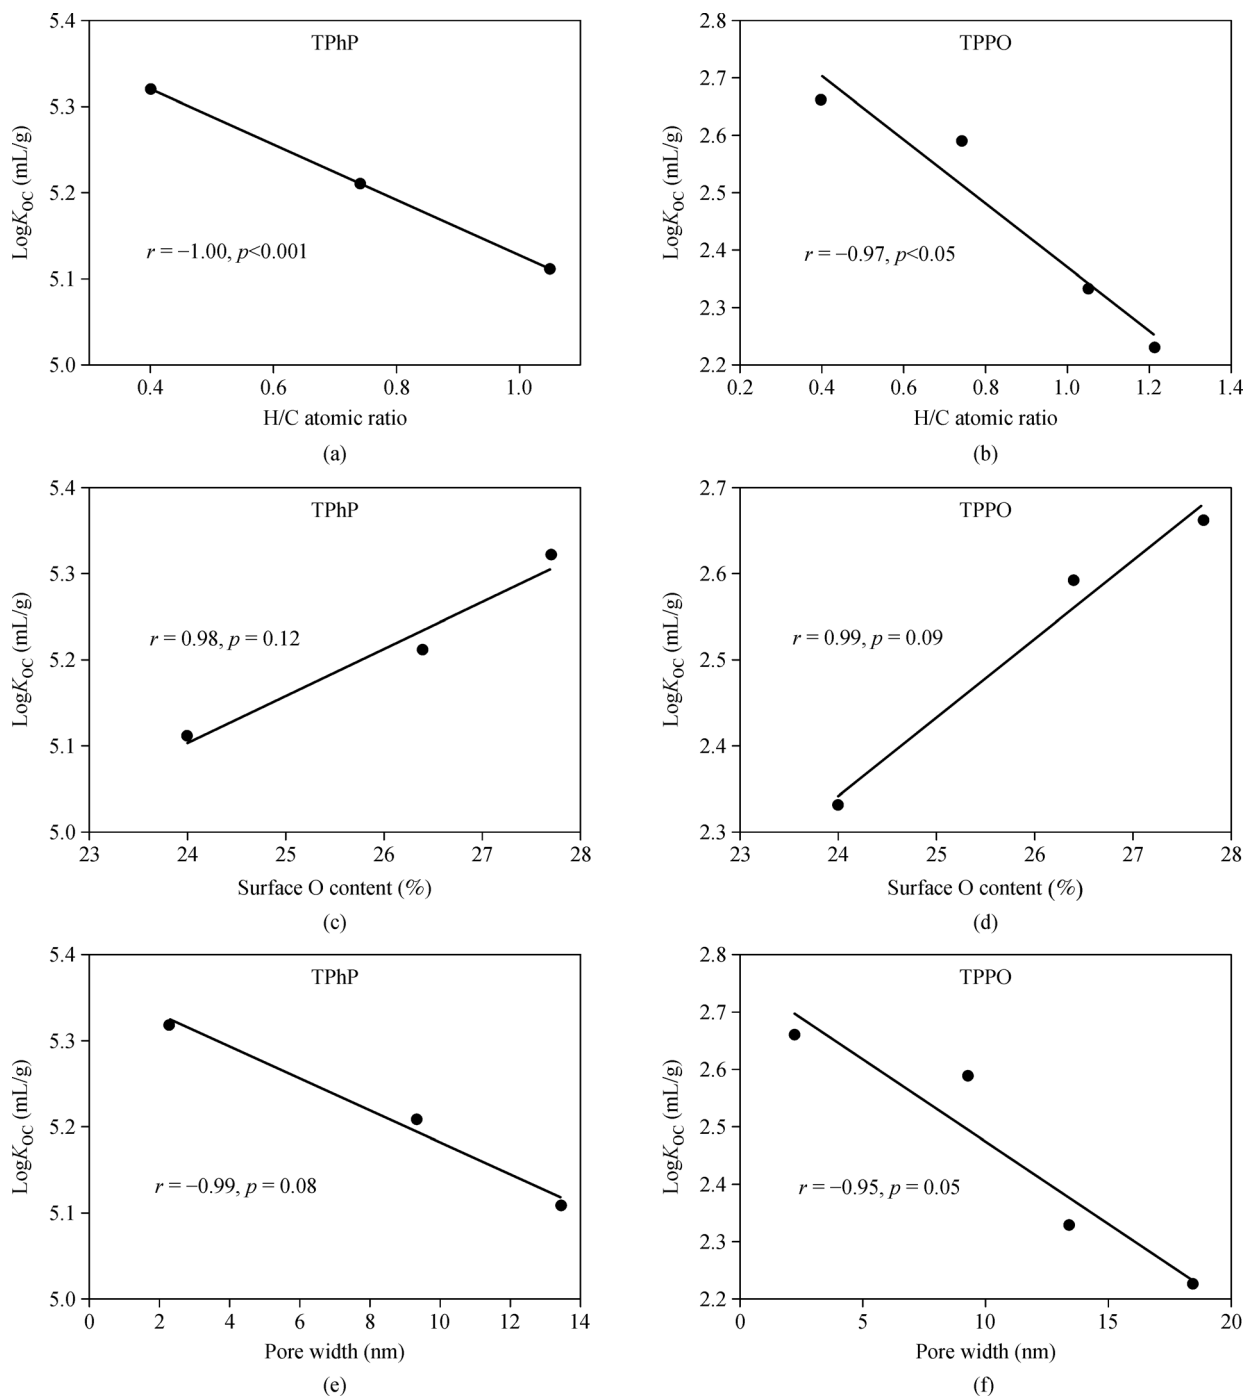 TPhP
LogK_OC (mL/g)
5.4
5.3
5.2
5.1
5.0
r = −1.00, p<0.001
0.4 0.6 0.8 1.0
H/C atomic ratio
(a)
TPPO
LogK_OC (mL/g)
2.8
2.7
2.6
2.5
2.4
2.3
2.2
r = −0.97, p<0.05
0.2 0.4 0.6 0.8 1.0 1.2 1.4
H/C atomic ratio
(b)
TPhP
LogK_OC (mL/g)
5.4
5.3
5.2
5.1
5.0
r = 0.98, p = 0.12
23 24 25 26 27 28
Surface O content (%)
(c)
TPPO
LogK_OC (mL/g)
2.7
2.6
2.5
2.4
2.3
r = 0.99, p = 0.09
23 24 25 26 27 28
Surface O content (%)
(d)
TPhP
LogK_OC (mL/g)
5.4
5.3
5.2
5.1
5.0
r = −0.99, p = 0.08
0 2 4 6 8 10 12 14
Pore width (nm)
(e)
TPPO
LogK_OC (mL/g)
2.8
2.7
2.6
2.5
2.4
2.3
2.2
r = −0.95, p = 0.05
0 5 10 15 20
Pore width (nm)
(f)